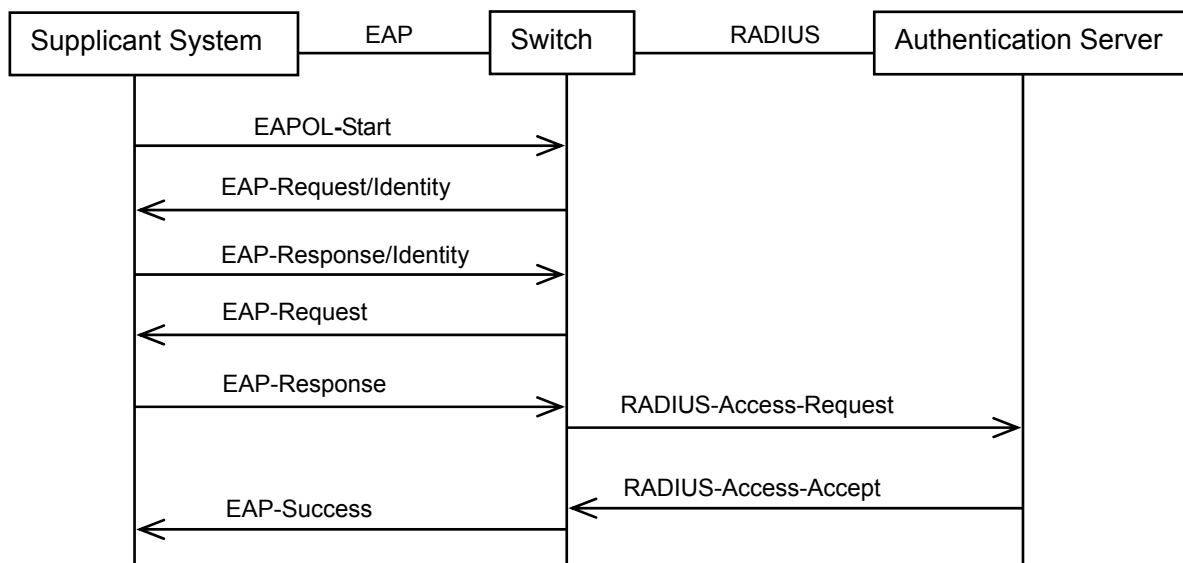 Supplicant System
EAP
Switch
RADIUS
Authentication Server
EAPOL-Start
EAP-Request/Identity
EAP-Response/Identity
EAP-Request
EAP-Response
RADIUS-Access-Request
RADIUS-Access-Accept
EAP-Success